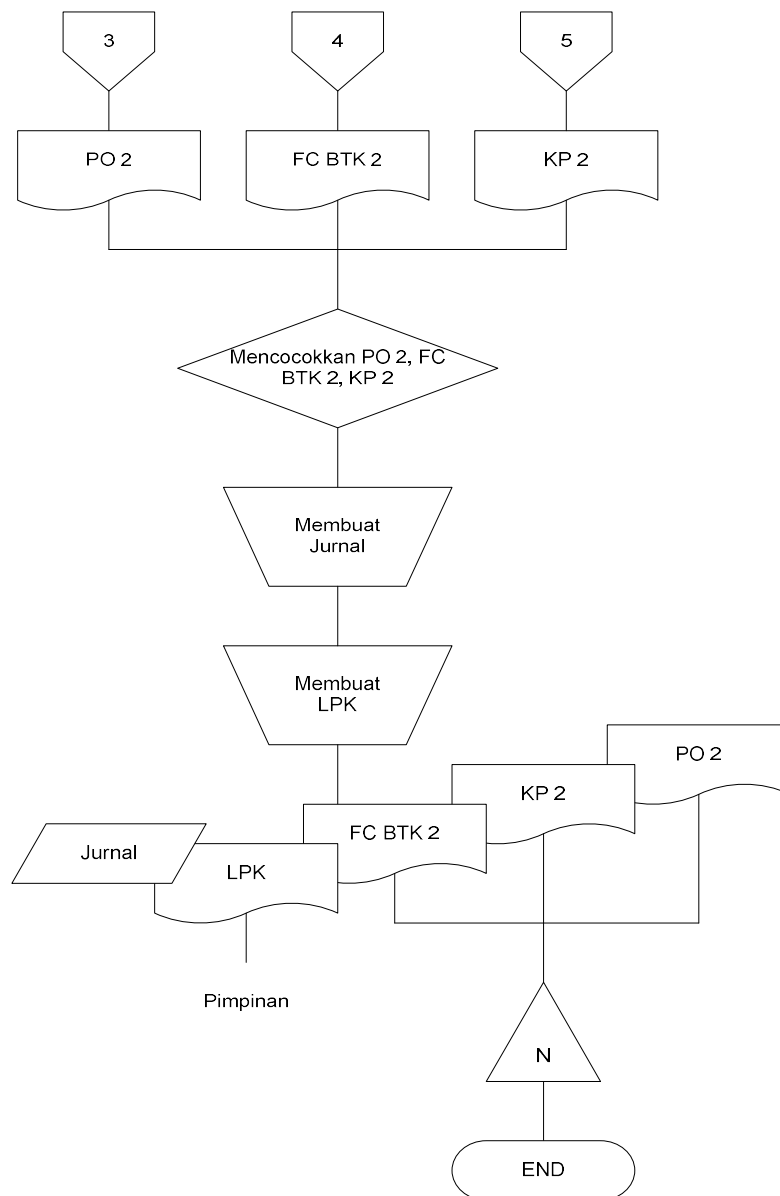 3
4
5
PO 2
FC BTK 2
KP 2
Mencocokkan PO 2, FC
BTK 2, KP 2
Membuat
Jurnal
Membuat
LPK
PO 2
KP 2
FC BTK 2
Jurnal
LPK
Pimpinan
N
END